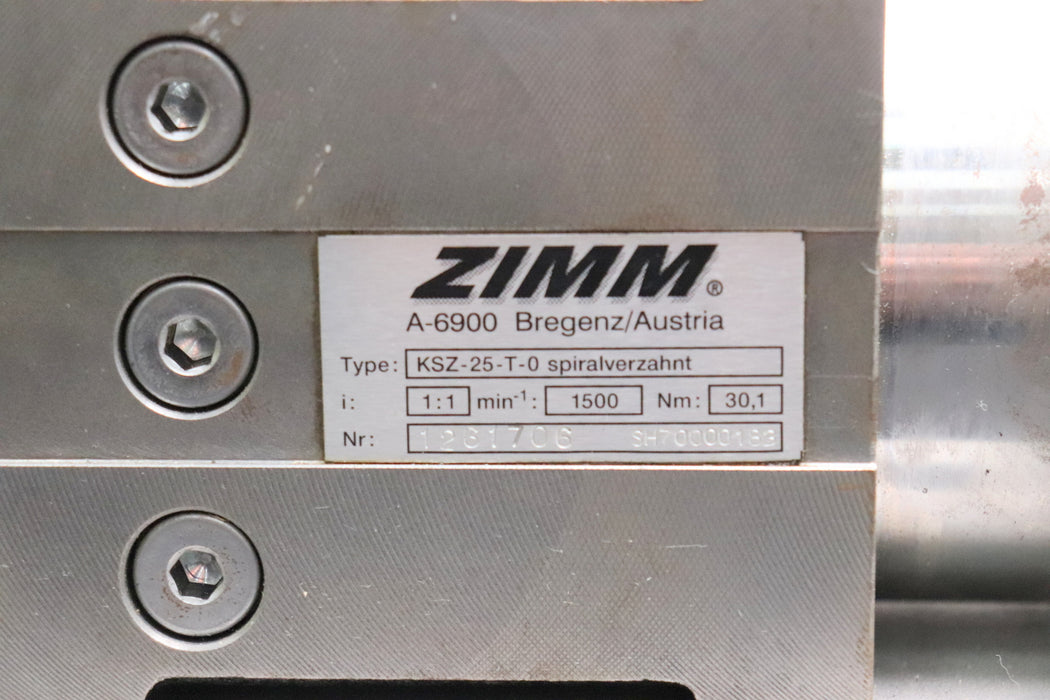 ZIMM®
A-6900 Bregenz/Austria
Type: KSZ-25-T-0 spiralverzahnt
i: 1:1 min⁻¹: 1500 Nm: 30,1
Nr: 1261706 SH70000183